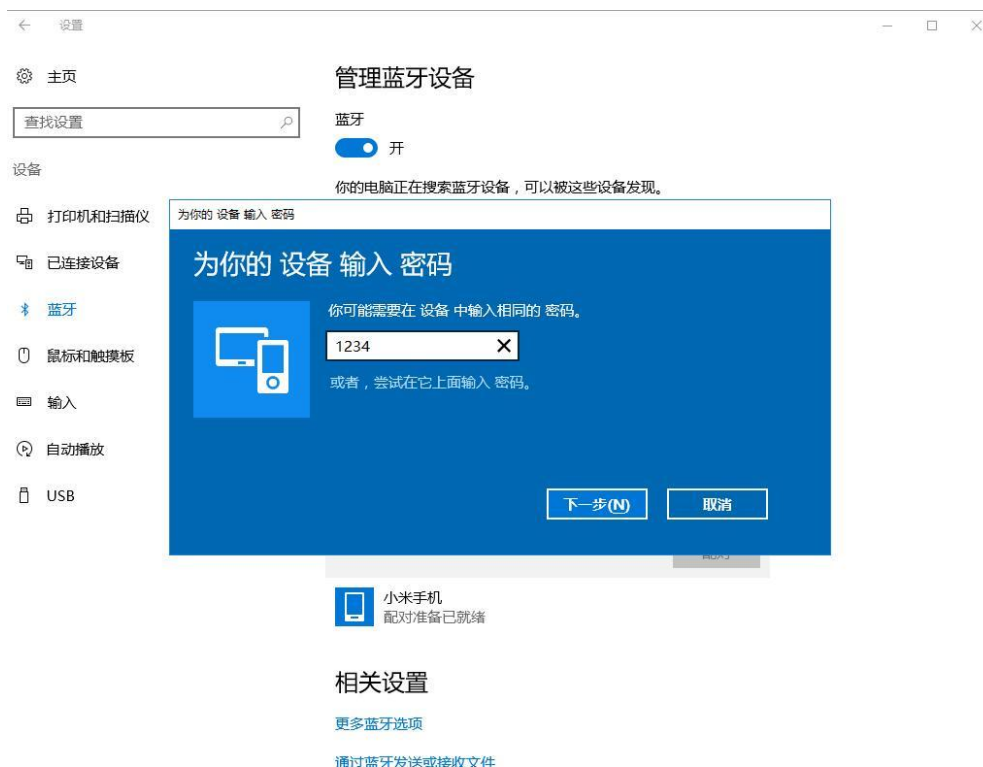 设置
主页
查找设置
设备
打印机和扫描仪
已连接设备
蓝牙
鼠标和触摸板
输入
自动播放
USB
管理蓝牙设备
蓝牙
开
你的电脑正在搜索蓝牙设备，可以被这些设备发现。
为你的 设备 输入 密码
为你的 设备 输入 密码
你可能需要在 设备 中输入相同的 密码。
1234
或者，尝试在它上面输入 密码。
下一步(N)
取消
小米手机
配对准备已就绪
相关设置
更多蓝牙选项
通过蓝牙发送或接收文件